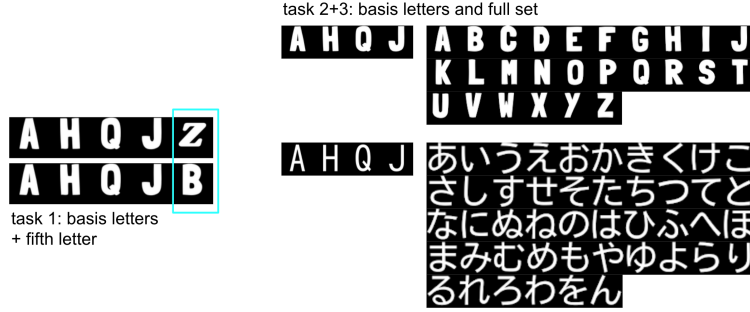 A H Q J Z
A H Q J B
task 1: basis letters
+ fifth letter
task 2+3: basis letters and full set
A H Q J
A B C D E F G H I J
K L M N O P Q R S T
U V W X Y Z
A H Q J
あいうえおかきくけこ
さしすせそたちつてと
なにぬねのはひふへほ
まみむめもやゆよらり
るれろわをん